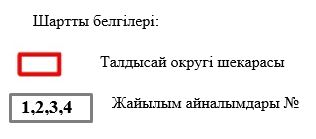 Шартты белгілері:
Талдысай округі шекарасы
1,2,3,4 Жайылым айналымдары №